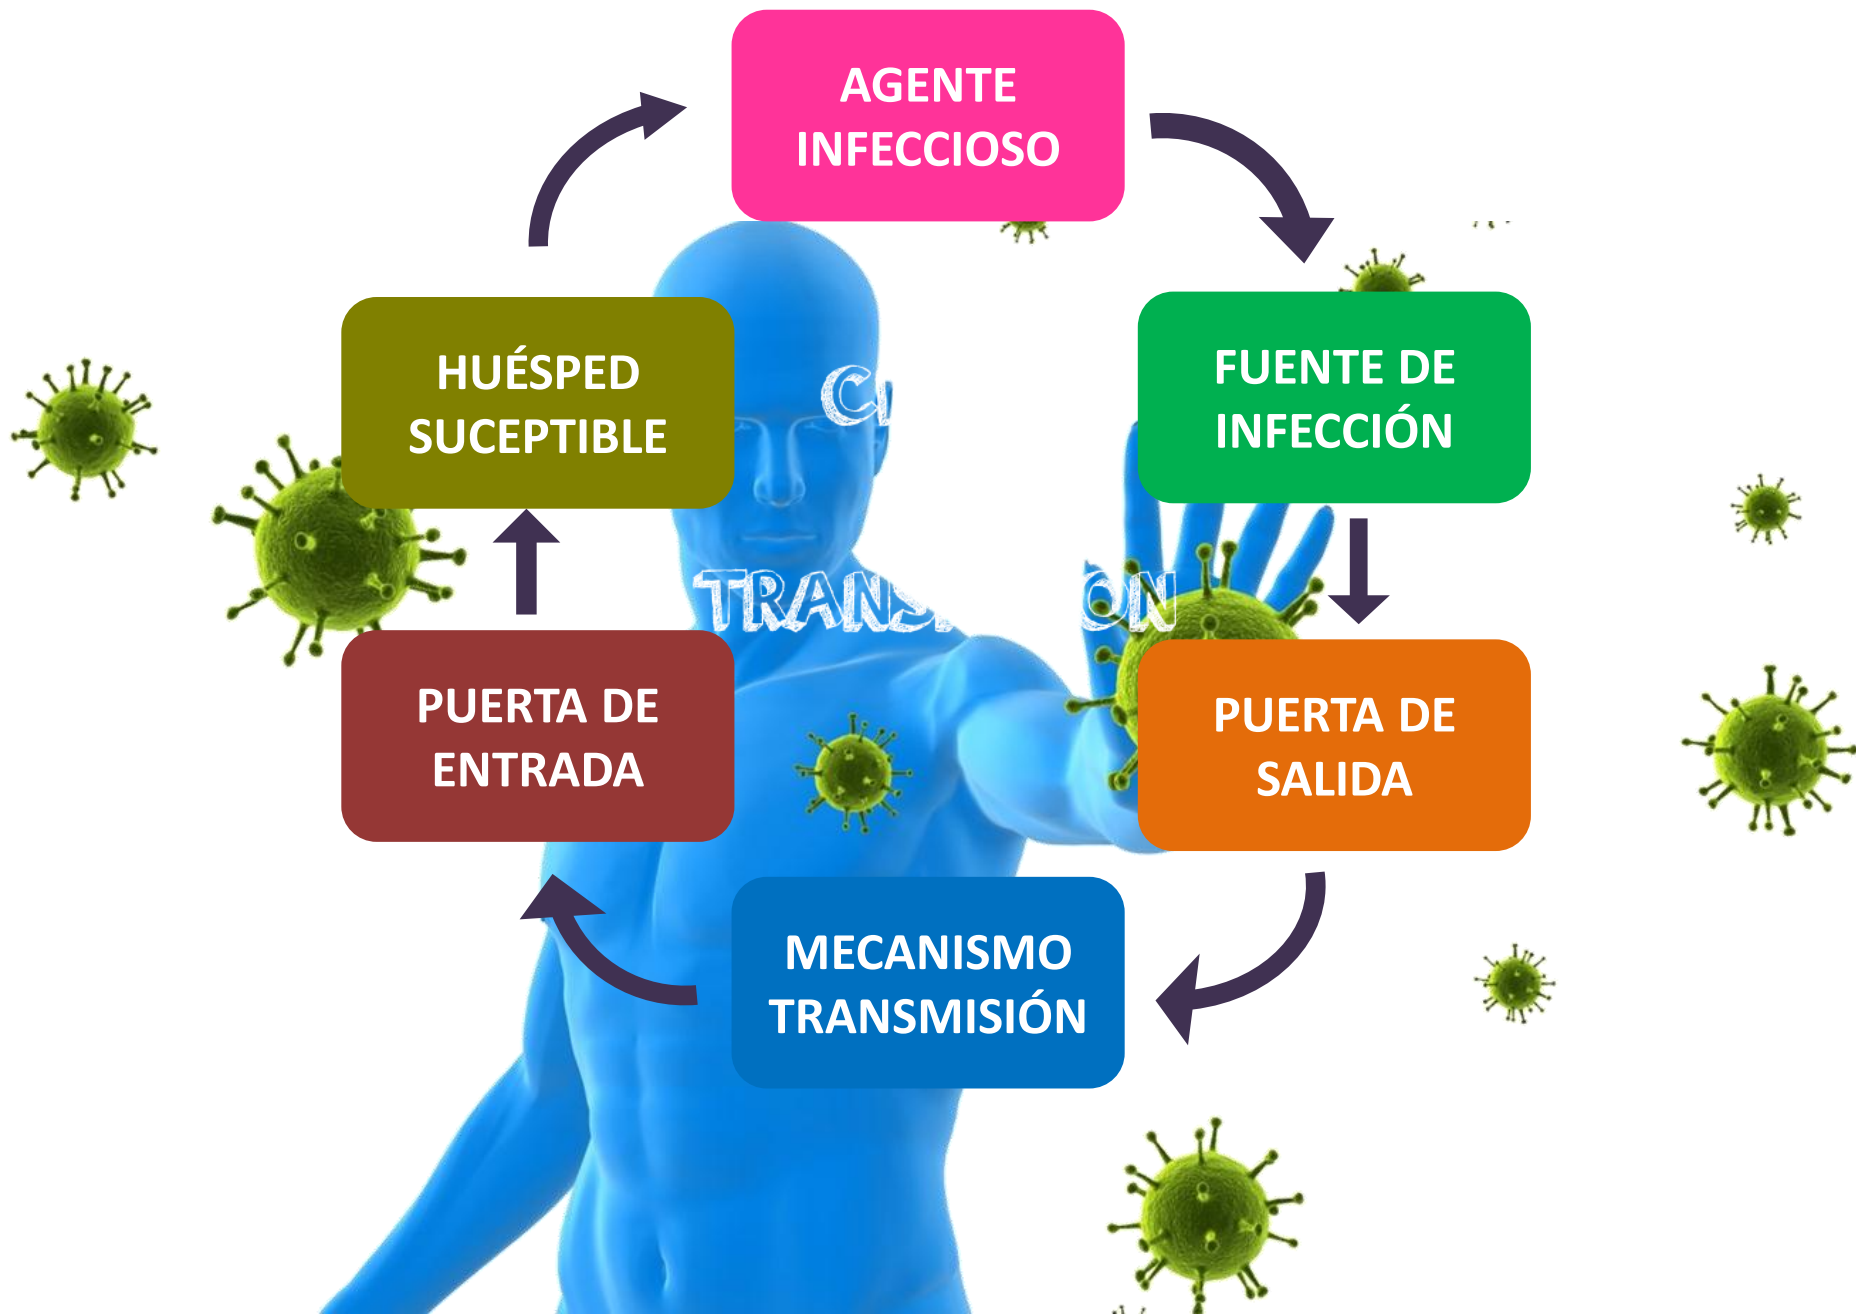 AGENTE
INFECCIOSO
FUENTE DE
INFECCIÓN
PUERTA DE
SALIDA
MECANISMO
TRANSMISIÓN
PUERTA DE
ENTRADA
HUÉSPED
SUCEPTIBLE